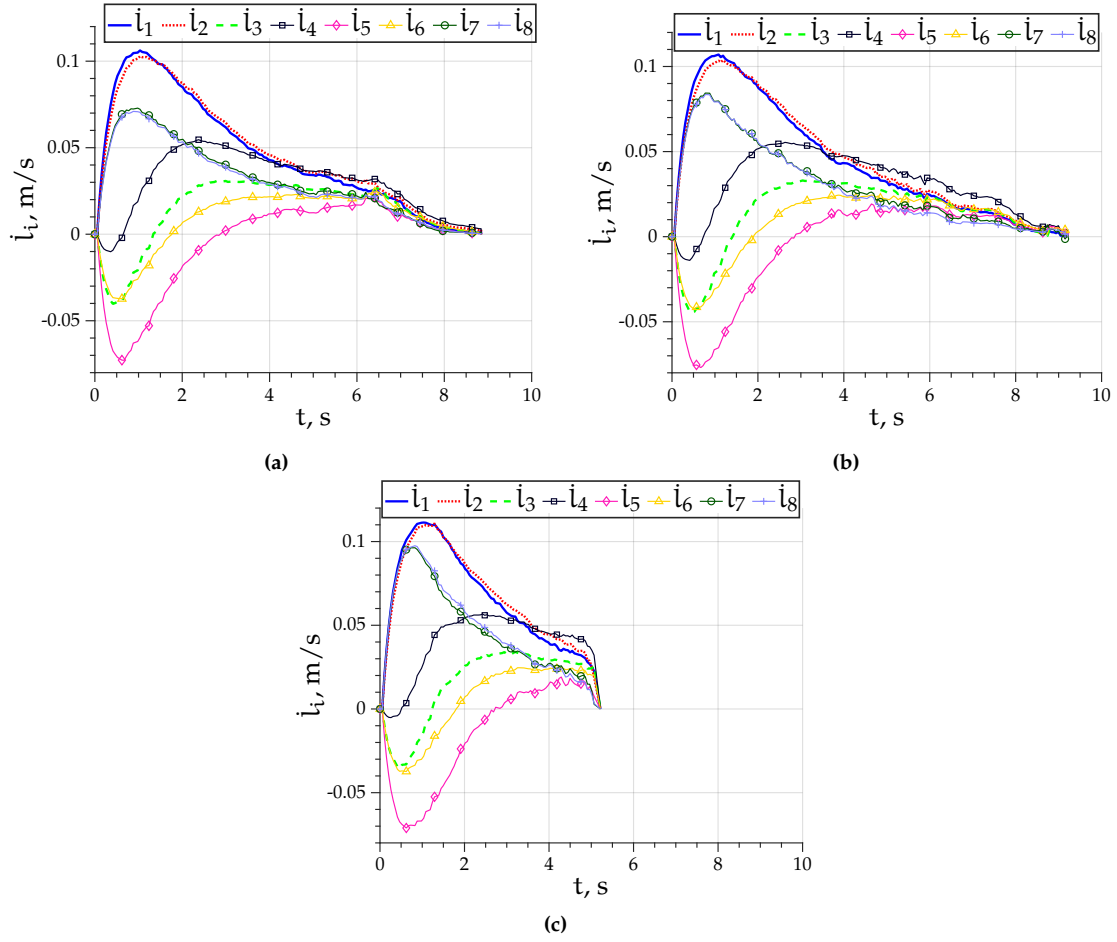 i̇₁ i̇₂ i̇₃ i̇₄ i̇₅ i̇₆ i̇₇ i̇₈
0.1
0.05
0
-0.05
l̇ᵢ, m/s
0 2 4 6 8 10
t, s
(a)
i̇₁ i̇₂ i̇₃ i̇₄ i̇₅ i̇₆ i̇₇ i̇₈
0.1
0.05
0
-0.05
l̇ᵢ, m/s
0 2 4 6 8 10
t, s
(b)
i̇₁ i̇₂ i̇₃ i̇₄ i̇₅ i̇₆ i̇₇ i̇₈
0.1
0.05
0
-0.05
l̇ᵢ, m/s
0 2 4 6 8 10
t, s
(c)